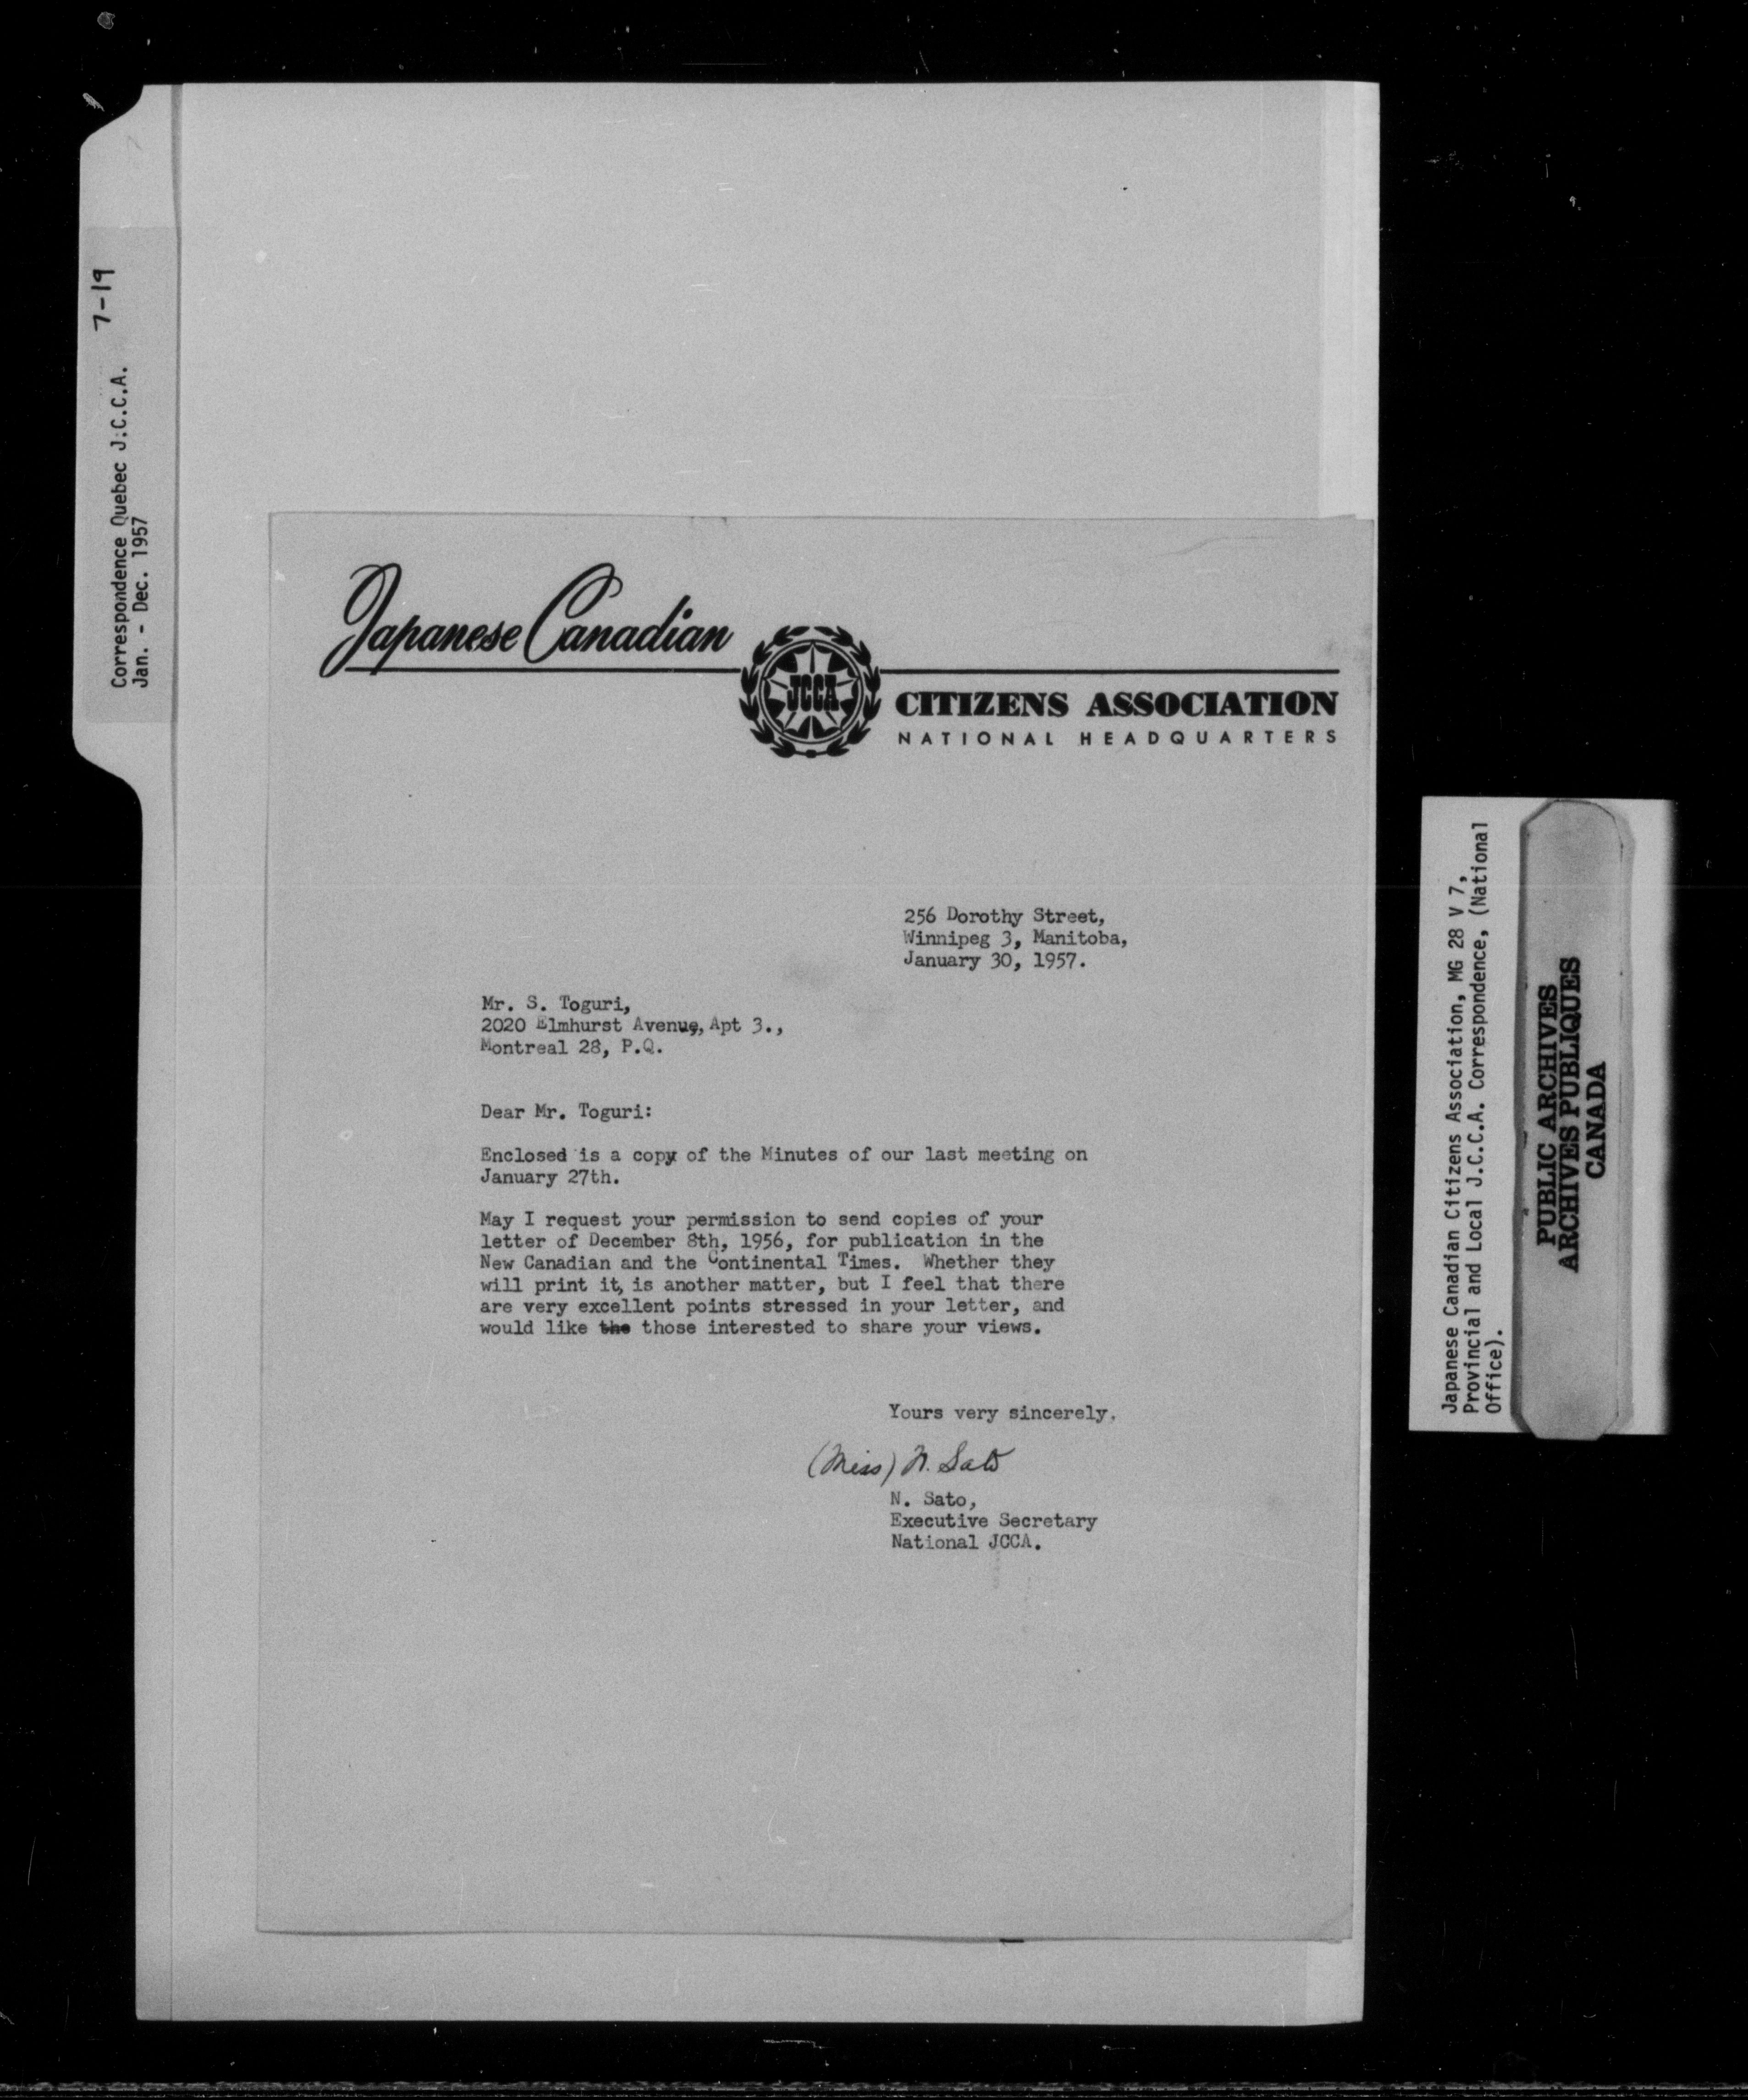 7-19
Correspondence Quebec J.C.C.A.
Jan. - Dec. 1957
Japanese Canadian
JCCA
CITIZENS ASSOCIATION
NATIONAL HEADQUARTERS
256 Dorothy Street,
Winnipeg 3, Manitoba,
January 30, 1957.
Mr. S. Toguri,
2020 Elmhurst Avenue, Apt 3.,
Montreal 28, P.Q.
Dear Mr. Toguri:
Enclosed is a copy of the Minutes of our last meeting on
January 27th.
May I request your permission to send copies of your
letter of December 8th, 1956, for publication in the
New Canadian and the Continental Times. Whether they
will print it, is another matter, but I feel that there
are very excellent points stressed in your letter, and
would like the those interested to share your views.
Yours very sincerely,
(Miss) N. Sato
N. Sato,
Executive Secretary
National JCCA.
Japanese Canadian Citizens Association, MG 28 V 7,
Provincial and Local J.C.C.A. Correspondence, (National
Office).
PUBLIC ARCHIVES
ARCHIVES PUBLIQUES
CANADA